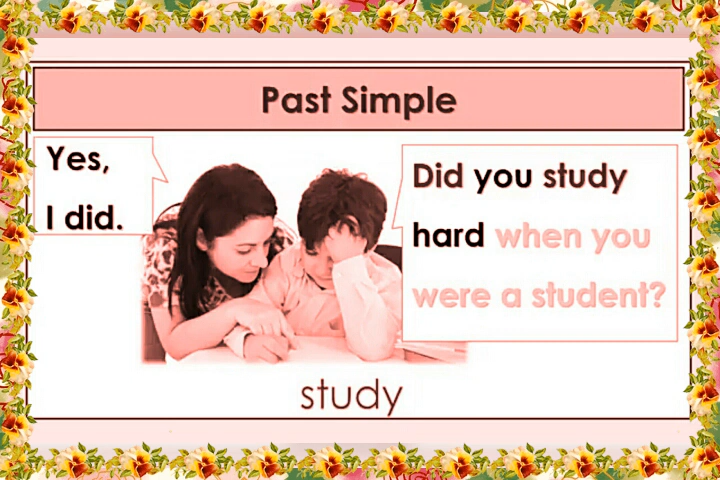 Past Simple
Yes,
I did.
Did you study
hard when you
were a student?
study